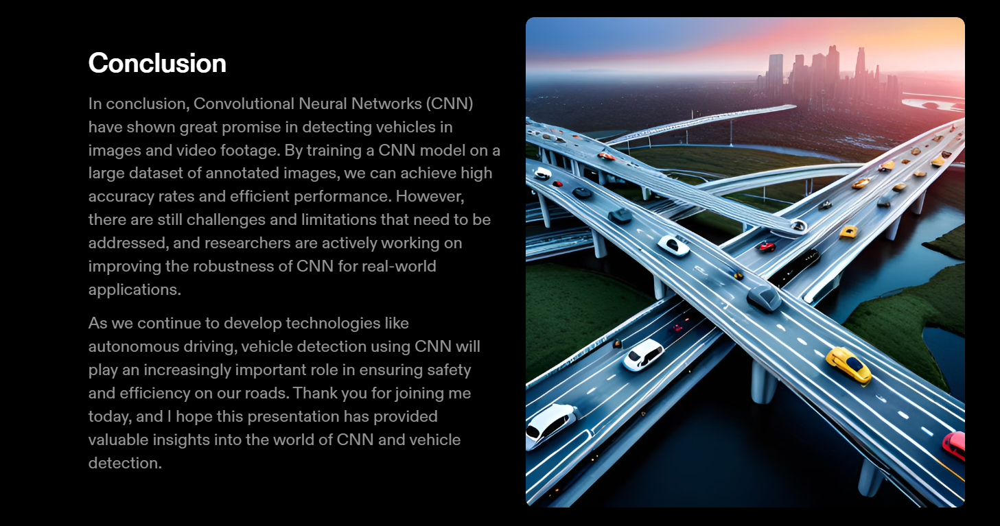 Conclusion
In conclusion, Convolutional Neural Networks (CNN)
have shown great promise in detecting vehicles in
images and video footage. By training a CNN model on a
large dataset of annotated images, we can achieve high
accuracy rates and efficient performance. However,
there are still challenges and limitations that need to be
addressed, and researchers are actively working on
improving the robustness of CNN for real-world
applications.
As we continue to develop technologies like
autonomous driving, vehicle detection using CNN will
play an increasingly important role in ensuring safety
and efficiency on our roads. Thank you for joining me
today, and I hope this presentation has provided
valuable insights into the world of CNN and vehicle
detection.